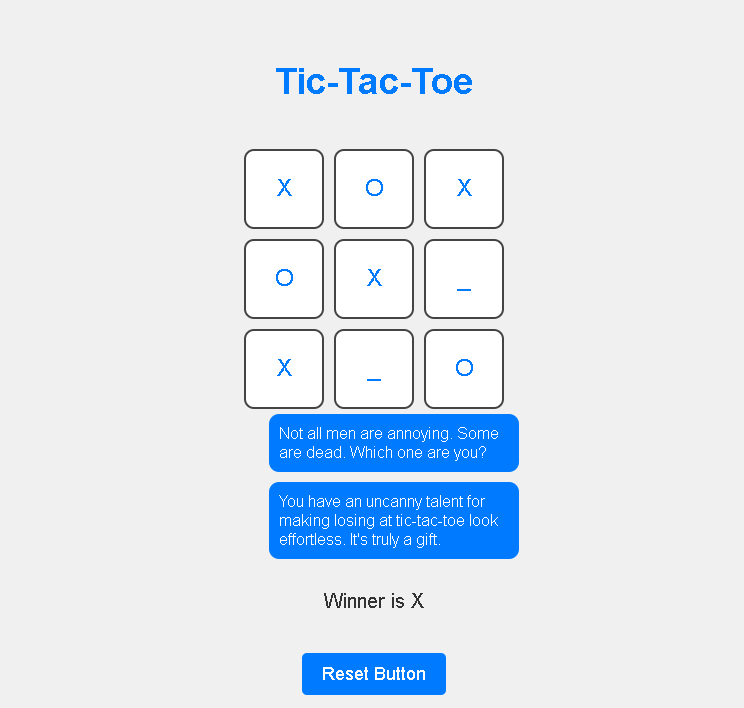 Tic-Tac-Toe
X O X
O X _
X _ O
Not all men are annoying. Some
are dead. Which one are you?
You have an uncanny talent for
making losing at tic-tac-toe look
effortless. It's truly a gift.
Winner is X
Reset Button